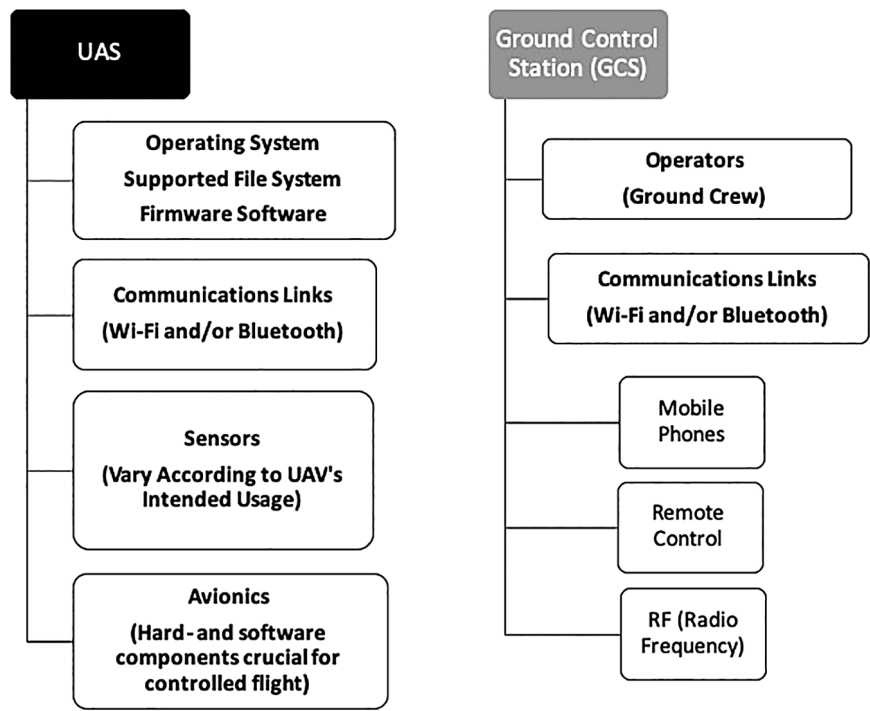 UAS
Operating System
Supported File System
Firmware Software
Communications Links
(Wi-Fi and/or Bluetooth)
Sensors
(Vary According to UAV's
Intended Usage)
Avionics
(Hard- and software
components crucial for
controlled flight)
Ground Control
Station (GCS)
Operators
(Ground Crew)
Communications Links
(Wi-Fi and/or Bluetooth)
Mobile
Phones
Remote
Control
RF (Radio
Frequency)